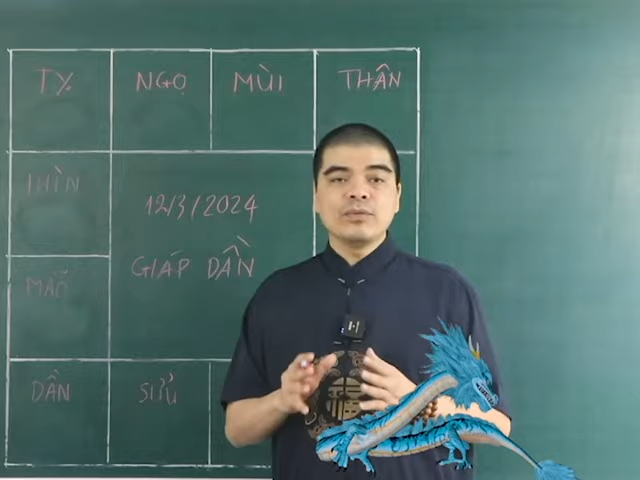 TỴ NGỌ MÙI THÂN
THÌN
12/3/2024
GIÁP DẦN
MÃO
DẦN SỬU